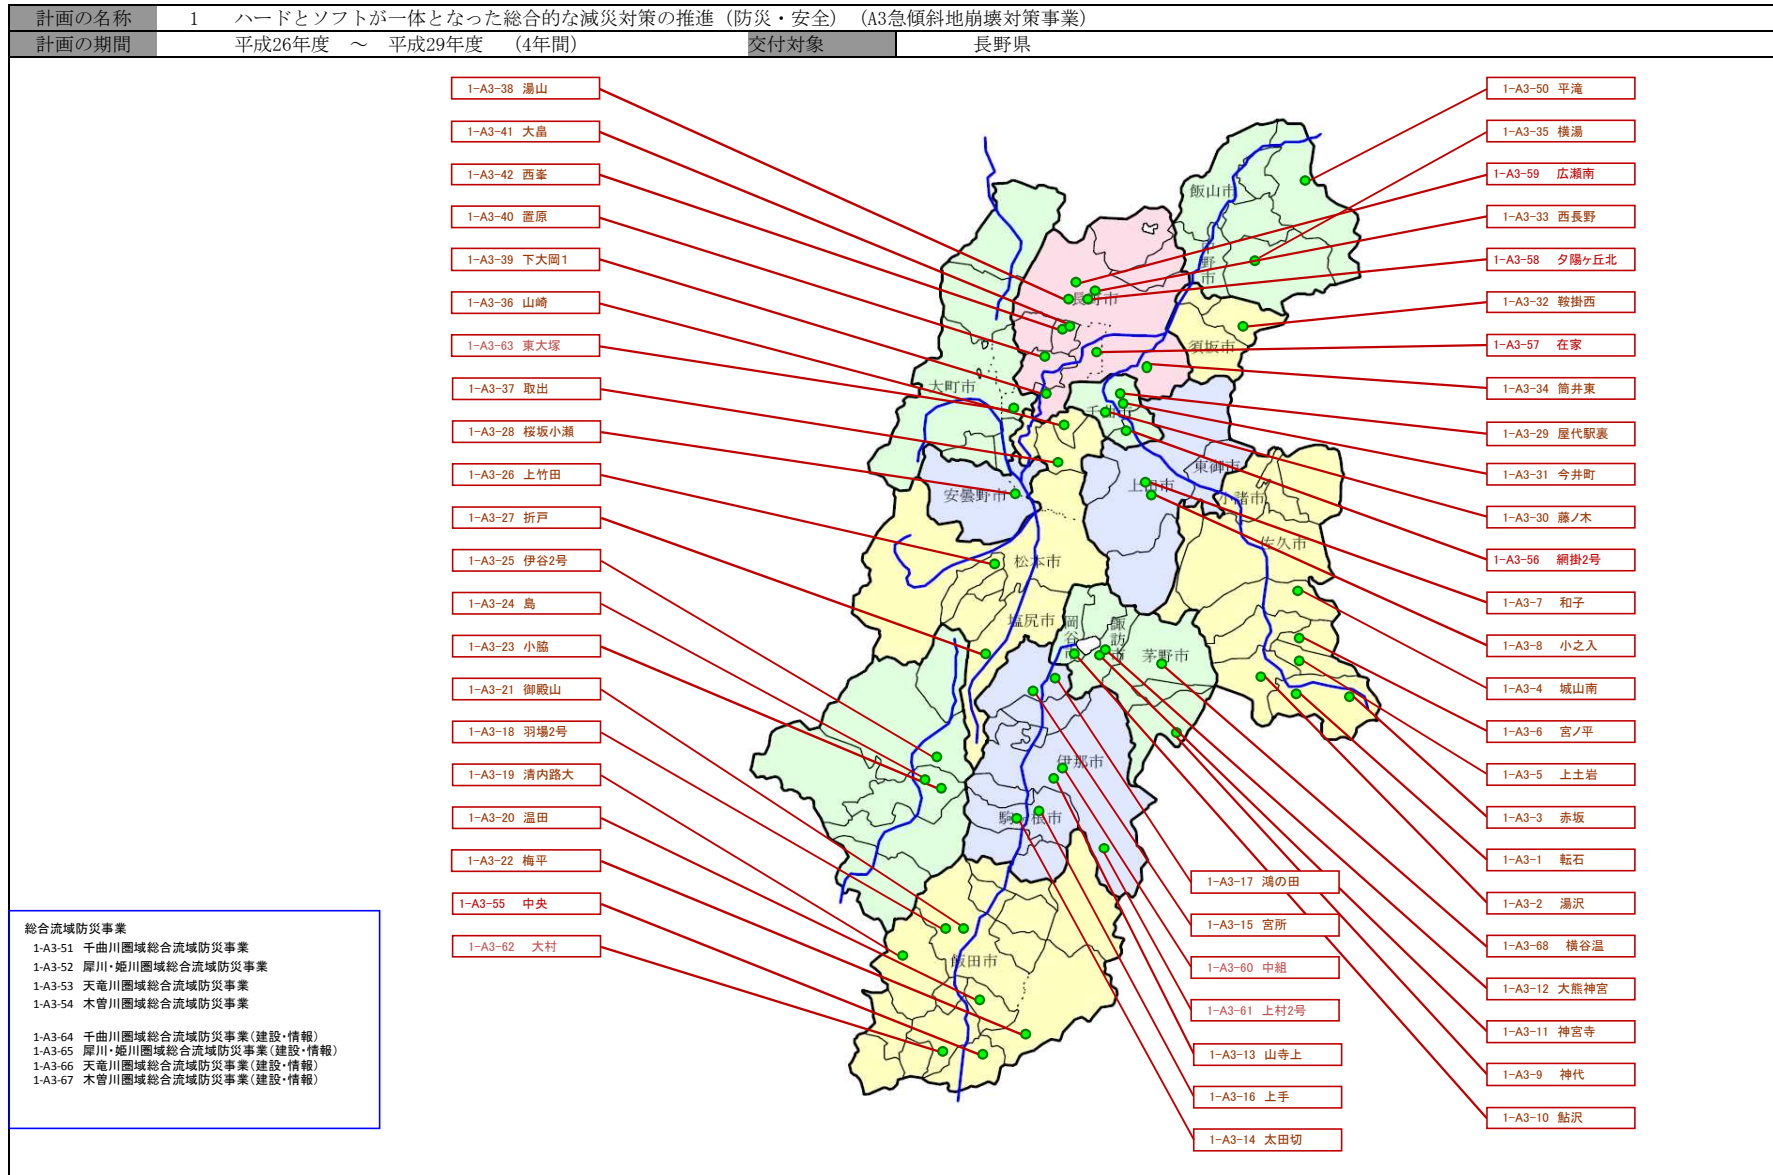 計画の名称 1 ハードとソフトが一体となった総合的な減災対策の推進（防災・安全）（A3急傾斜地崩壊対策事業）
計画の期間 平成26年度 ～ 平成29年度 （4年間） 交付対象 長野県
1-A3-38 湯山
1-A3-41 大畠
1-A3-42 西峯
1-A3-40 置原
1-A3-39 下大岡1
1-A3-36 山崎
1-A3-63 東大塚
1-A3-37 取出
1-A3-28 桜坂小瀬
1-A3-26 上竹田
1-A3-27 折戸
1-A3-25 伊谷2号
1-A3-24 島
1-A3-23 小脇
1-A3-21 御殿山
1-A3-18 羽場2号
1-A3-19 清内路大
1-A3-20 温田
1-A3-22 梅平
1-A3-55 中央
1-A3-62 大村
飯山市
中野市
長野市
須坂市
大町市
千曲市
東御市
上田市
小諸市
安曇野市
佐久市
松本市
塩尻市
岡谷市
諏訪市
茅野市
伊那市
駒ヶ根市
飯田市
1-A3-50 平滝
1-A3-35 横湯
1-A3-59 広瀬南
1-A3-33 西長野
1-A3-58 夕陽ヶ丘北
1-A3-32 鞍掛西
1-A3-57 在家
1-A3-34 筒井東
1-A3-29 屋代駅裏
1-A3-31 今井町
1-A3-30 藤ノ木
1-A3-56 網掛2号
1-A3-7 和子
1-A3-8 小之入
1-A3-4 城山南
1-A3-6 宮ノ平
1-A3-5 上土岩
1-A3-3 赤坂
1-A3-1 転石
1-A3-2 湯沢
1-A3-68 横谷温
1-A3-12 大熊神宮
1-A3-11 神宮寺
1-A3-9 神代
1-A3-10 鮎沢
1-A3-17 鴻の田
1-A3-15 宮所
1-A3-60 中組
1-A3-61 上村2号
1-A3-13 山寺上
1-A3-16 上手
1-A3-14 太田切
総合流域防災事業
1-A3-51 千曲川圏域総合流域防災事業
1-A3-52 犀川・姫川圏域総合流域防災事業
1-A3-53 天竜川圏域総合流域防災事業
1-A3-54 木曽川圏域総合流域防災事業
1-A3-64 千曲川圏域総合流域防災事業（建設・情報）
1-A3-65 犀川・姫川圏域総合流域防災事業（建設・情報）
1-A3-66 天竜川圏域総合流域防災事業（建設・情報）
1-A3-67 木曽川圏域総合流域防災事業（建設・情報）